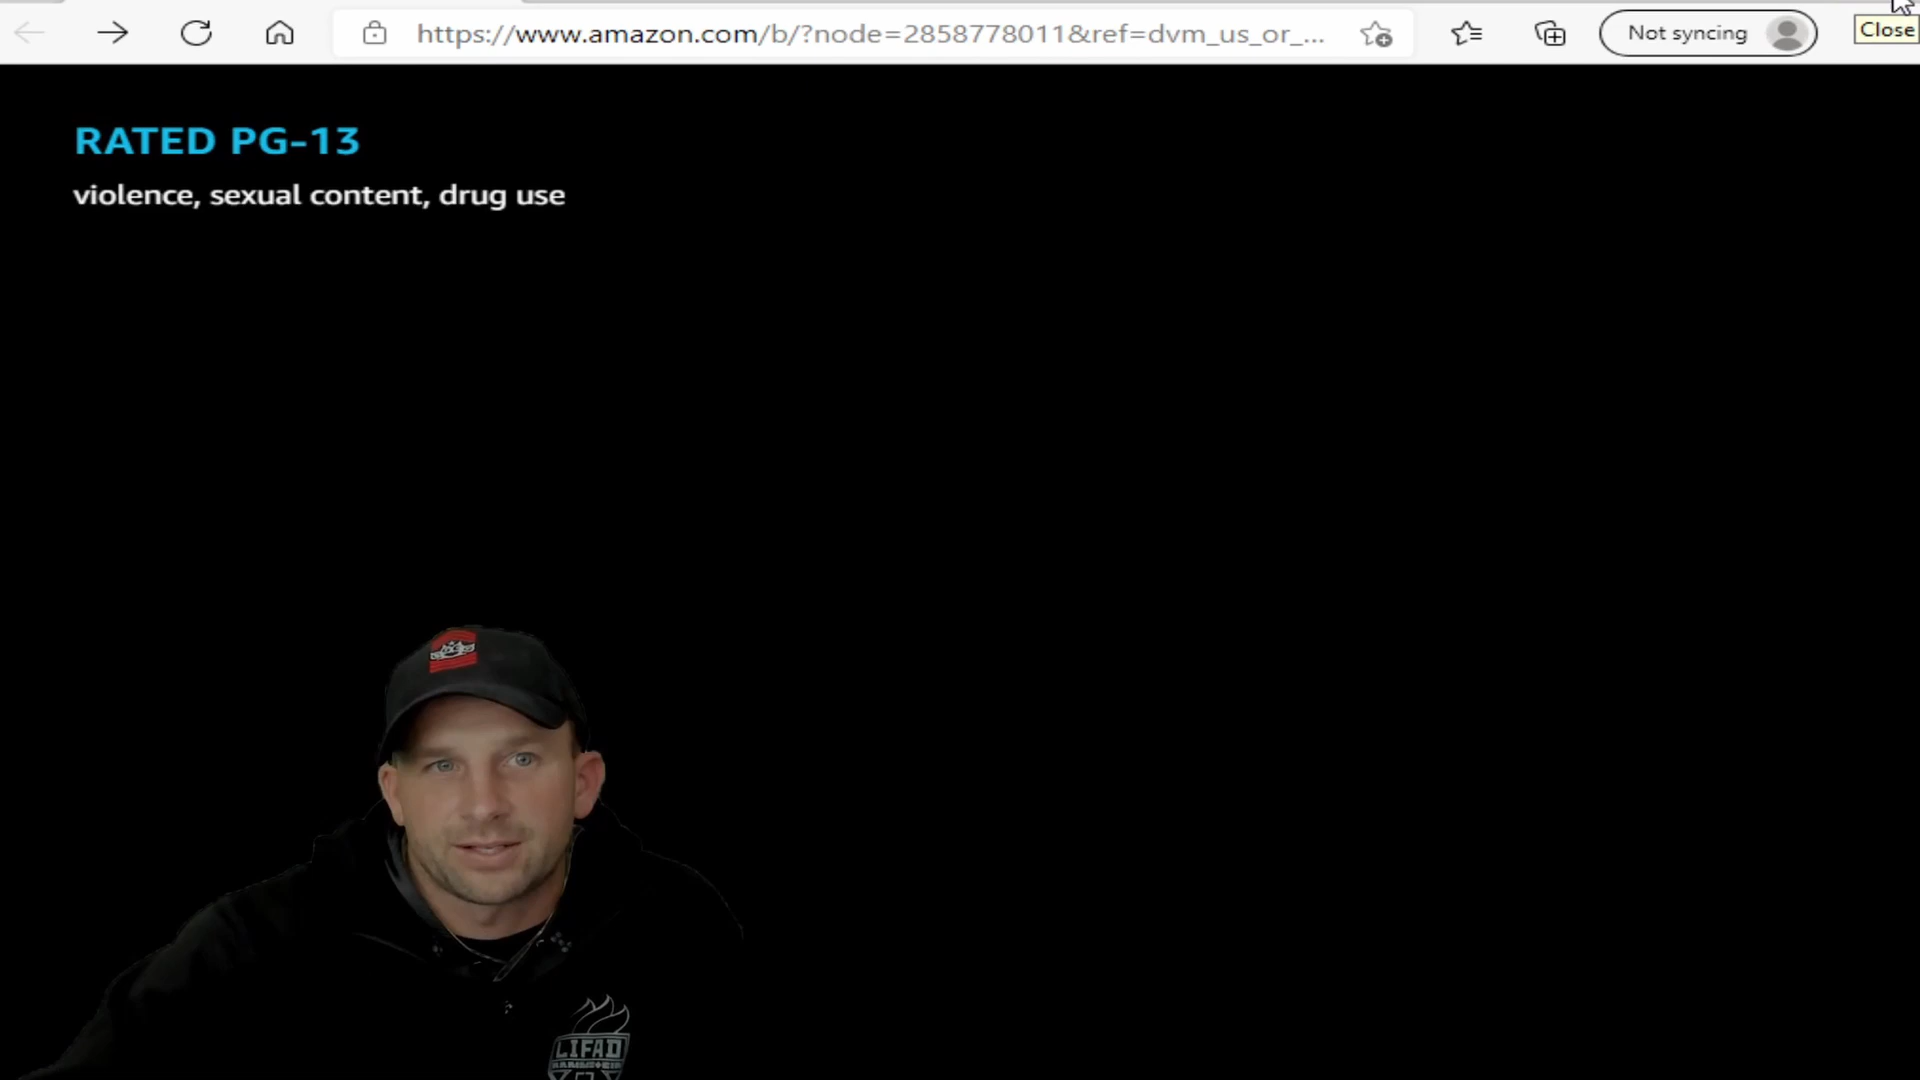 https://www.amazon.com/b/?node=2858778011&ref=dvm_us_or_...
Not syncing
Close
RATED PG-13
violence, sexual content, drug use
LIFAD
RAMMSTEIN